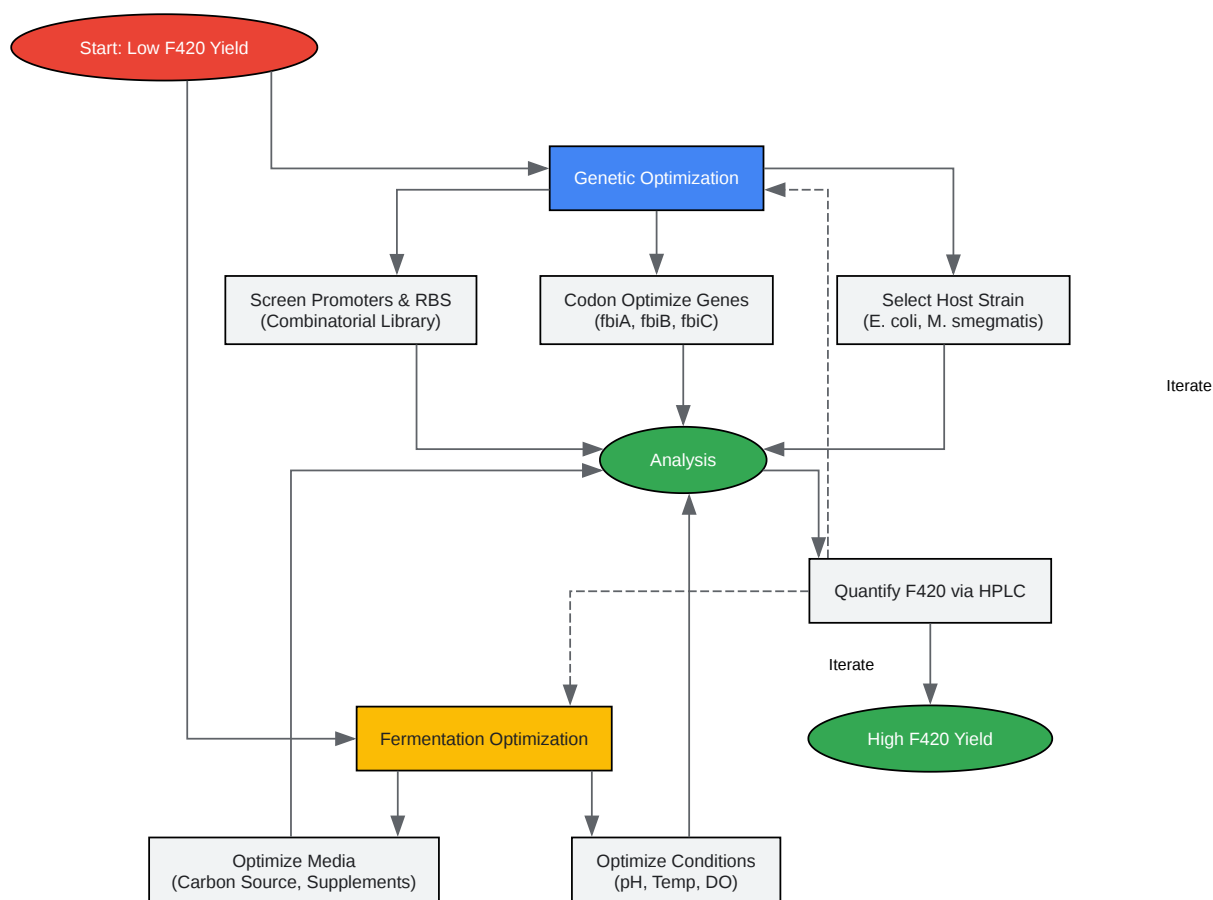 Start: Low F420 Yield
Genetic Optimization
Screen Promoters & RBS
(Combinatorial Library)
Codon Optimize Genes
(fbiA, fbiB, fbiC)
Select Host Strain
(E. coli, M. smegmatis)
Iterate
Analysis
Quantify F420 via HPLC
Iterate
Fermentation Optimization
High F420 Yield
Optimize Media
(Carbon Source, Supplements)
Optimize Conditions
(pH, Temp, DO)